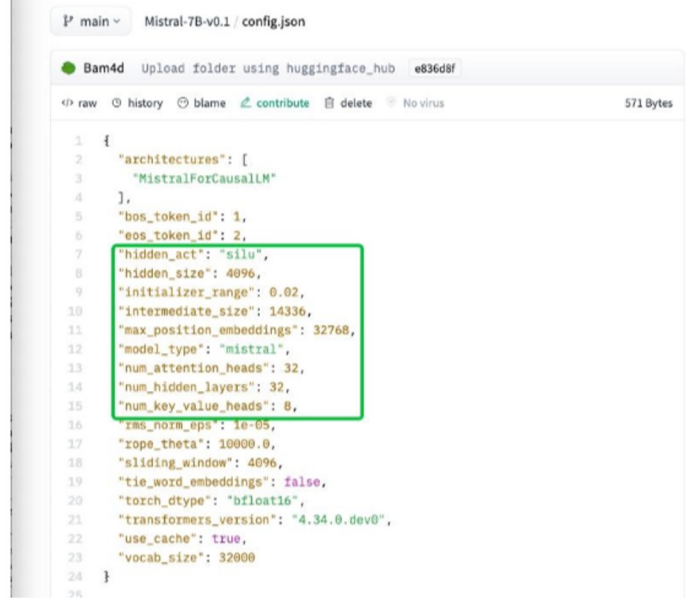 main Mistral-7B-v0.1 / config.json
Bam4d Upload folder using huggingface_hub e836d8f
</> raw history blame contribute delete No virus 571 Bytes
1 {
2 "architectures": [
3 "MistralForCausalLM"
4 ],
5 "bos_token_id": 1,
6 "eos_token_id": 2,
7 "hidden_act": "silu",
8 "hidden_size": 4096,
9 "initializer_range": 0.02,
10 "intermediate_size": 14336,
11 "max_position_embeddings": 32768,
12 "model_type": "mistral",
13 "num_attention_heads": 32,
14 "num_hidden_layers": 32,
15 "num_key_value_heads": 8,
16 "rms_norm_eps": 1e-05,
17 "rope_theta": 10000.0,
18 "sliding_window": 4096,
19 "tie_word_embeddings": false,
20 "torch_dtype": "bfloat16",
21 "transformers_version": "4.34.0.dev0",
22 "use_cache": true,
23 "vocab_size": 32000
24 }
25